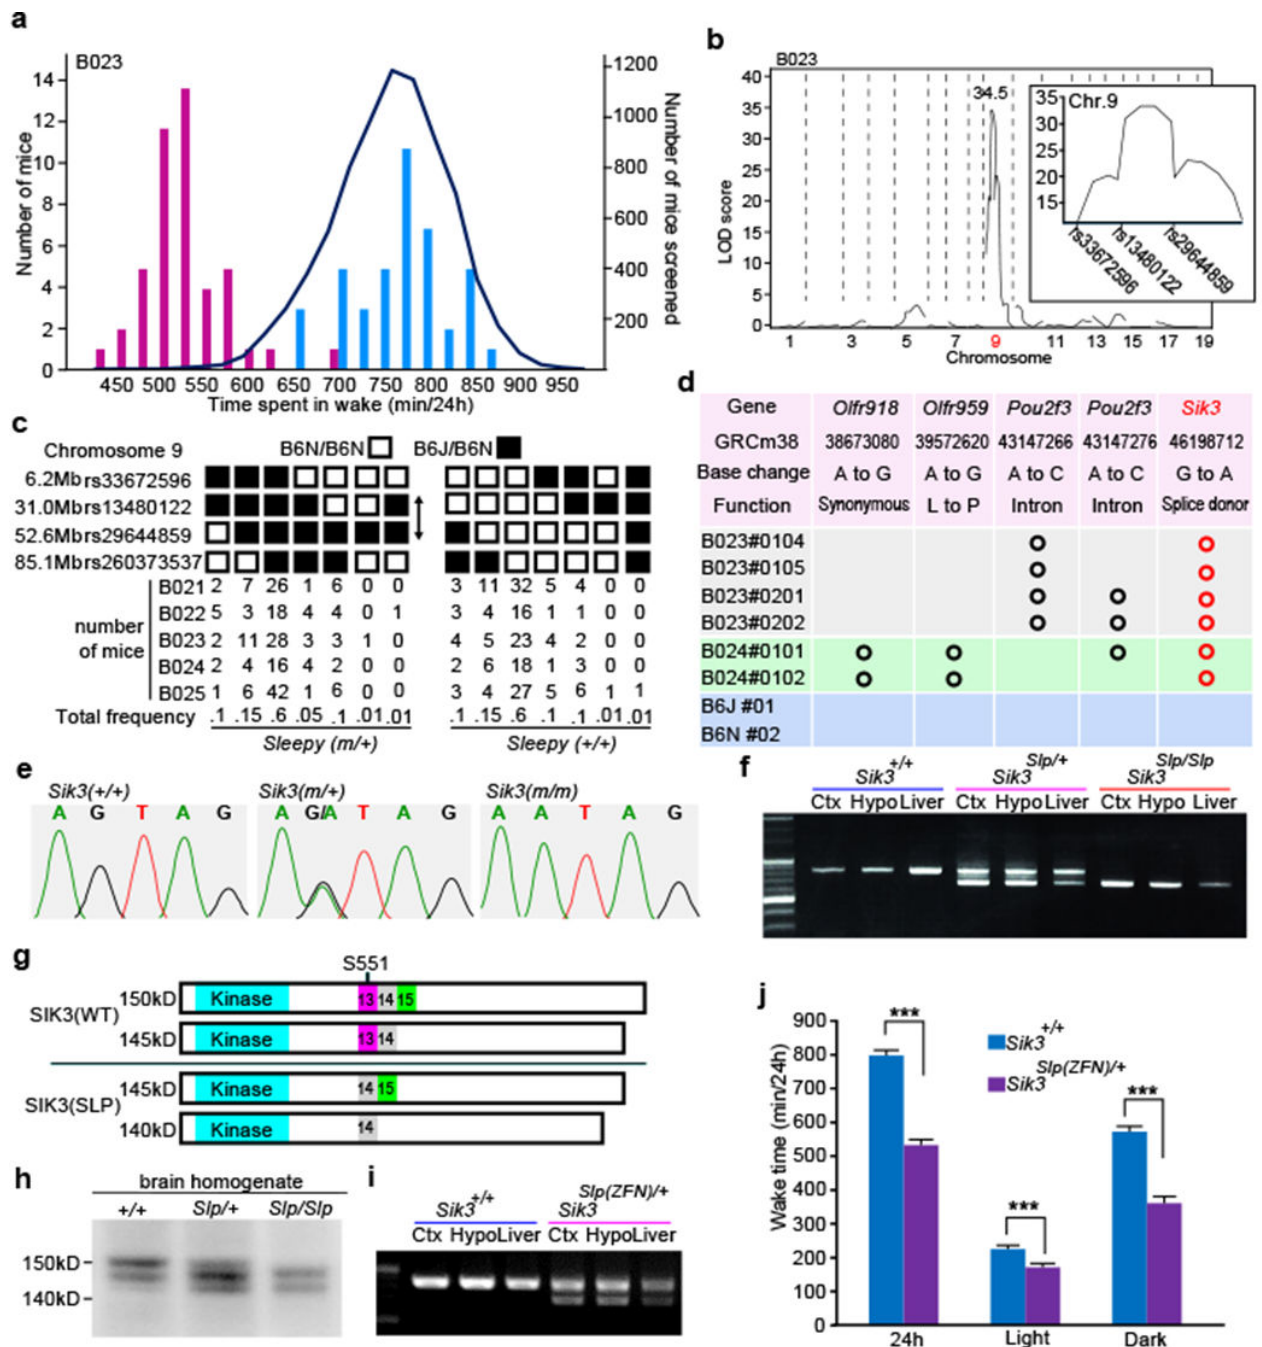 a
B023
Number of mice
14
12
10
8
6
4
2
0
1200
1000
800
600
400
200
Number of mice screened
450 500 550 600 650 700 750 800 850 900 950
Time spent in wake (min/24h)
b
B023
LOD score
40
35
30
25
20
15
10
5
0
34.5
1 3 5 7 9 11 13 15 17 19
Chromosome
Chr.9
35
30
25
20
15
rs33672596
rs13480122
rs29644859
c
Chromosome 9 B6N/B6N B6J/B6N
6.2Mb rs33672596
31.0Mb rs13480122
52.6Mb rs29644859
85.1Mb rs260373537
number of mice
B021 2 7 26 1 6 0 0 3 11 32 5 4 0 0
B022 5 3 18 4 4 0 1 3 4 16 1 1 0 0
B023 2 11 28 3 3 1 0 4 5 23 4 2 0 0
B024 2 4 16 4 2 0 0 2 6 18 1 3 0 0
B025 1 6 42 1 6 0 0 3 4 27 5 6 1 1
Total frequency .1 .15 .6 .05 .1 .01 .01 .1 .15 .6 .1 .1 .01 .01
Sleepy (m/+) Sleepy (+/+)
d
Gene Olfr918 Olfr959 Pou2f3 Pou2f3 Sik3
GRCm38 38673080 39572620 43147266 43147276 46198712
Base change A to G A to G A to C A to C G to A
Function Synonymous L to P Intron Intron Splice donor
B023#0104
B023#0105
B023#0201
B023#0202
B024#0101
B024#0102
B6J #01
B6N #02
e
Sik3(+/+) Sik3(m/+) Sik3(m/m)
A G T A G A G/A T A G A A T A G
f
Sik3+/+ Sik3Slp/+ Sik3Slp/Slp
Ctx Hypo Liver Ctx Hypo Liver Ctx Hypo Liver
g
S551
SIK3(WT)
150kD Kinase 13 14 15
145kD Kinase 13 14
SIK3(SLP)
145kD Kinase 14 15
140kD Kinase 14
h
brain homogenate
+/+ Slp/+ Slp/Slp
150kD
140kD
i
Sik3+/+ Sik3Slp(ZFN)/+
Ctx Hypo Liver Ctx Hypo Liver
j
Wake time (min/24h)
900
800
700
600
500
400
300
200
100
0
***
***
***
Sik3+/+
Sik3Slp(ZFN)/+
24h Light Dark